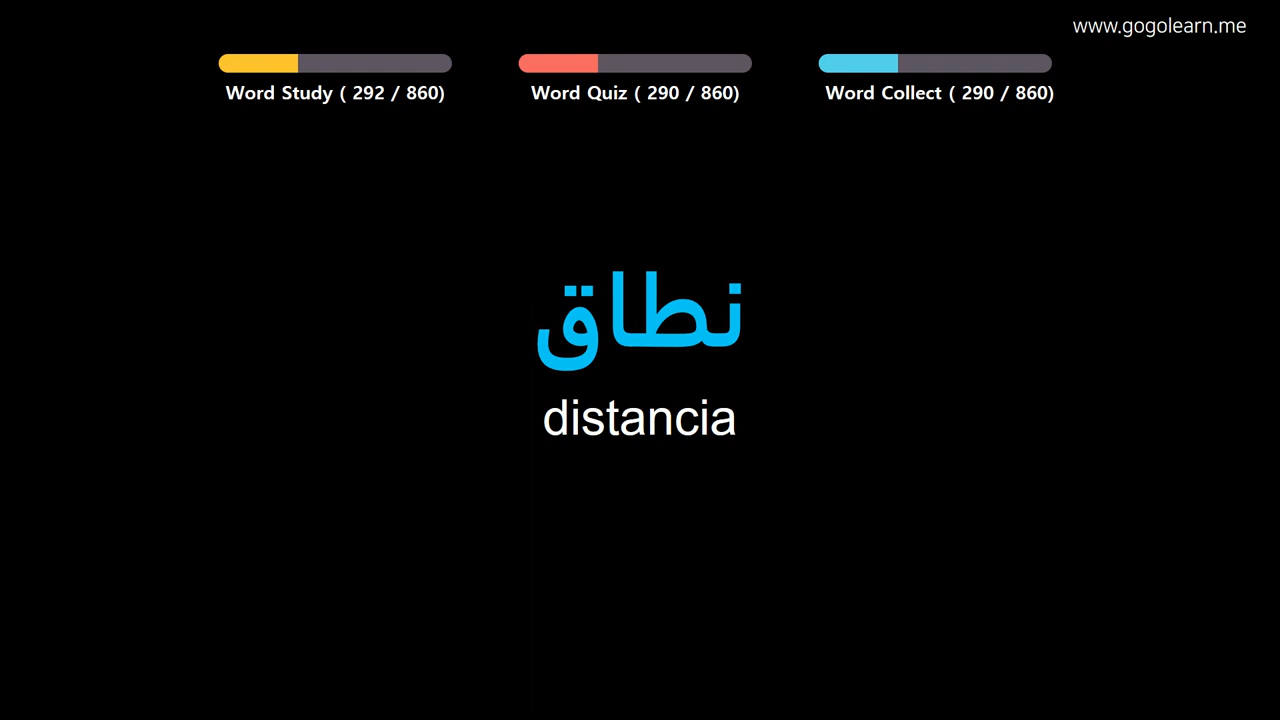 www.gogolearn.me
Word Study ( 292 / 860)
Word Quiz ( 290 / 860)
Word Collect ( 290 / 860)
نطاق
distancia